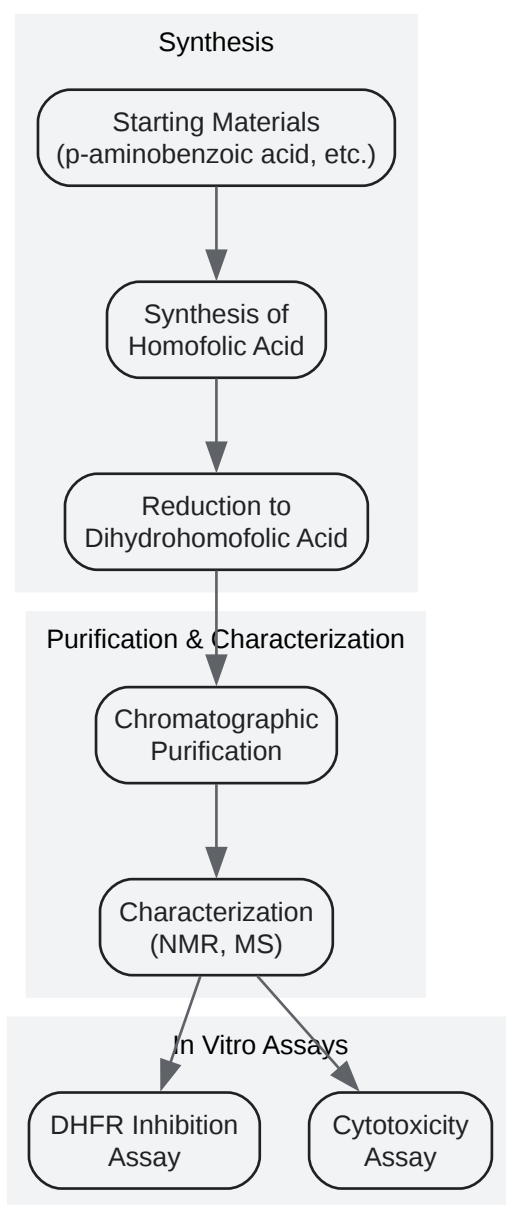 Synthesis
Starting Materials
(p-aminobenzoic acid, etc.)
Synthesis of
Homofolic Acid
Reduction to
Dihydrohomofolic Acid
Purification & Characterization
Chromatographic
Purification
Characterization
(NMR, MS)
In Vitro Assays
DHFR Inhibition
Assay
Cytotoxicity
Assay